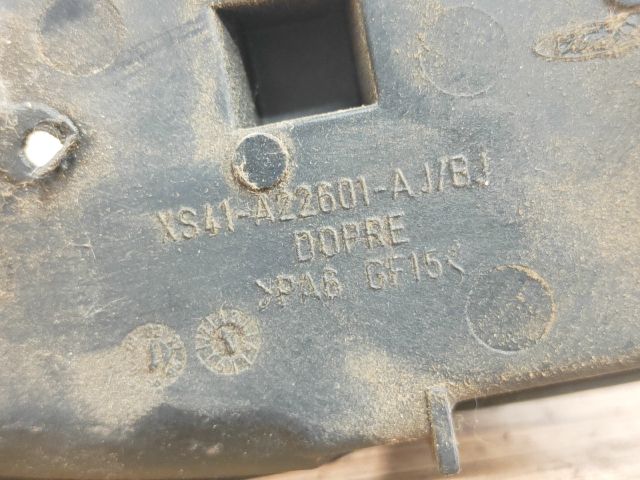 XS41-A22601-AJ/BJ
DOPRE
>PA6 GF15<